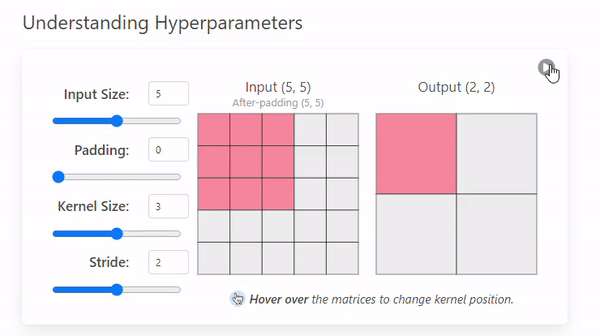 Understanding Hyperparameters
Input Size: 5
Padding: 0
Kernel Size: 3
Stride: 2
Input (5, 5)
After-padding (5, 5)
Output (2, 2)
Hover over the matrices to change kernel position.